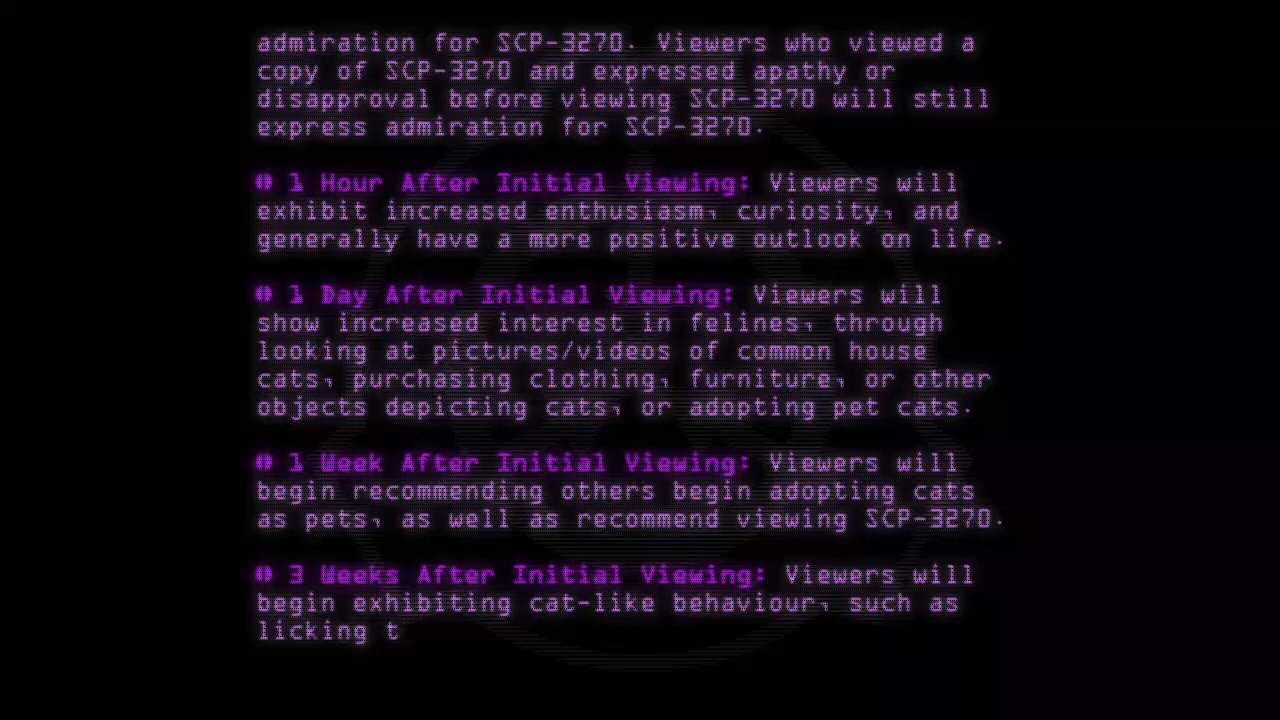 admiration for SCP-3270. Viewers who viewed a
copy of SCP-3270 and expressed apathy or
disapproval before viewing SCP-3270 will still
express admiration for SCP-3270.
● 1 Hour After Initial Viewing: Viewers will
exhibit increased enthusiasm, curiosity, and
generally have a more positive outlook on life.
● 1 Day After Initial Viewing: Viewers will
show increased interest in felines, through
looking at pictures/videos of common house
cats, purchasing clothing, furniture, or other
objects depicting cats, or adopting pet cats.
● 1 Week After Initial Viewing: Viewers will
begin recommending others begin adopting cats
as pets, as well as recommend viewing SCP-3270.
● 3 Weeks After Initial Viewing: Viewers will
begin exhibiting cat-like behaviour, such as
licking t